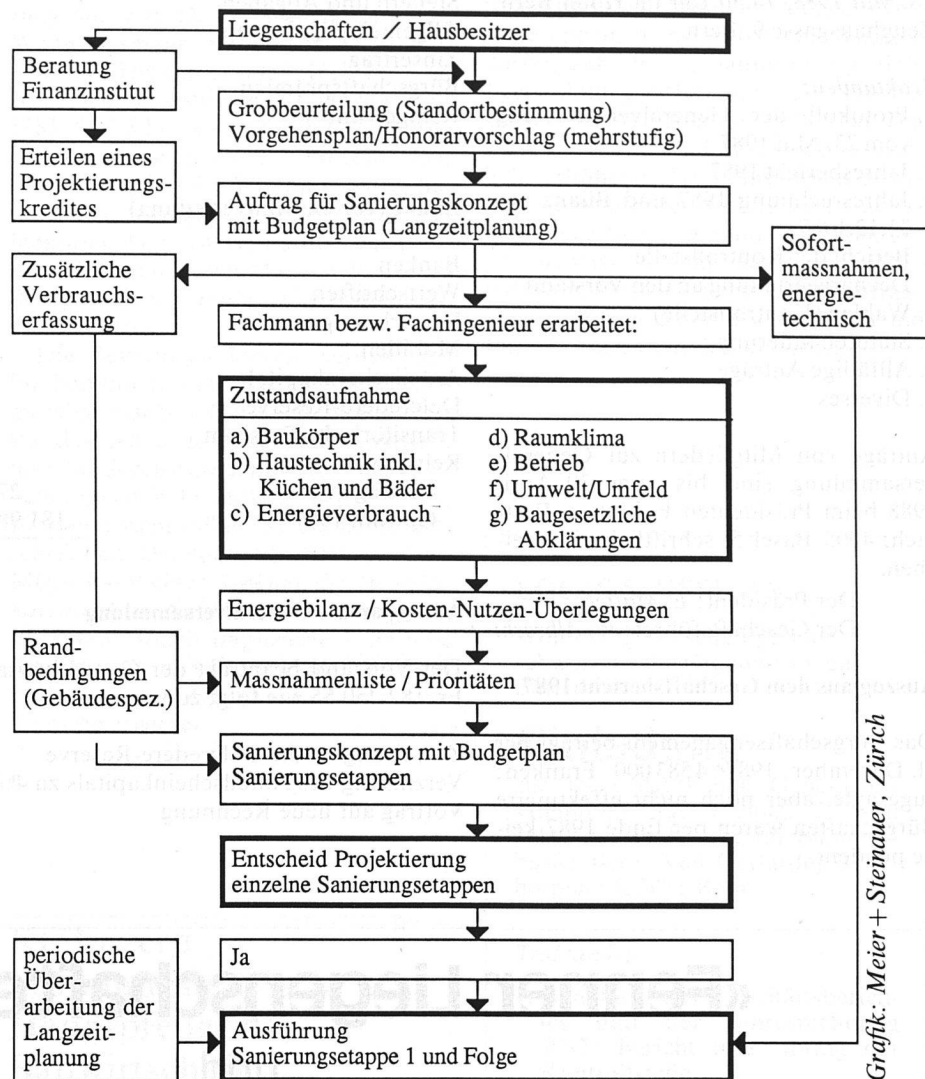 Liegenschaften / Hausbesitzer
Beratung
Finanzinstitut
Grobbeurteilung (Standortbestimmung)
Vorgehensplan/Honorarvorschlag (mehrstufig)
Erteilen eines
Projektierungs-
kredites
Auftrag für Sanierungskonzept
mit Budgetplan (Langzeitplanung)
Zusätzliche
Verbrauchs-
erfassung
Sofort-
massnahmen,
energie-
technisch
Fachmann bezw. Fachingenieur erarbeitet:
Zustandsaufnahme
a) Baukörper
b) Haustechnik inkl.
Küchen und Bäder
c) Energieverbrauch
d) Raumklima
e) Betrieb
f) Umwelt/Umfeld
g) Baugesetzliche
Abklärungen
Energiebilanz / Kosten-Nutzen-Überlegungen
Rand-
bedingungen
(Gebäudespez.)
Massnahmenliste / Prioritäten
Sanierungskonzept mit Budgetplan
Sanierungsetappen
Entscheid Projektierung
einzelne Sanierungsetappen
Ja
periodische
Über-
arbeitung der
Langzeit-
planung
Ausführung
Sanierungsetappe 1 und Folge
Grafik: Meier + Steinauer, Zürich